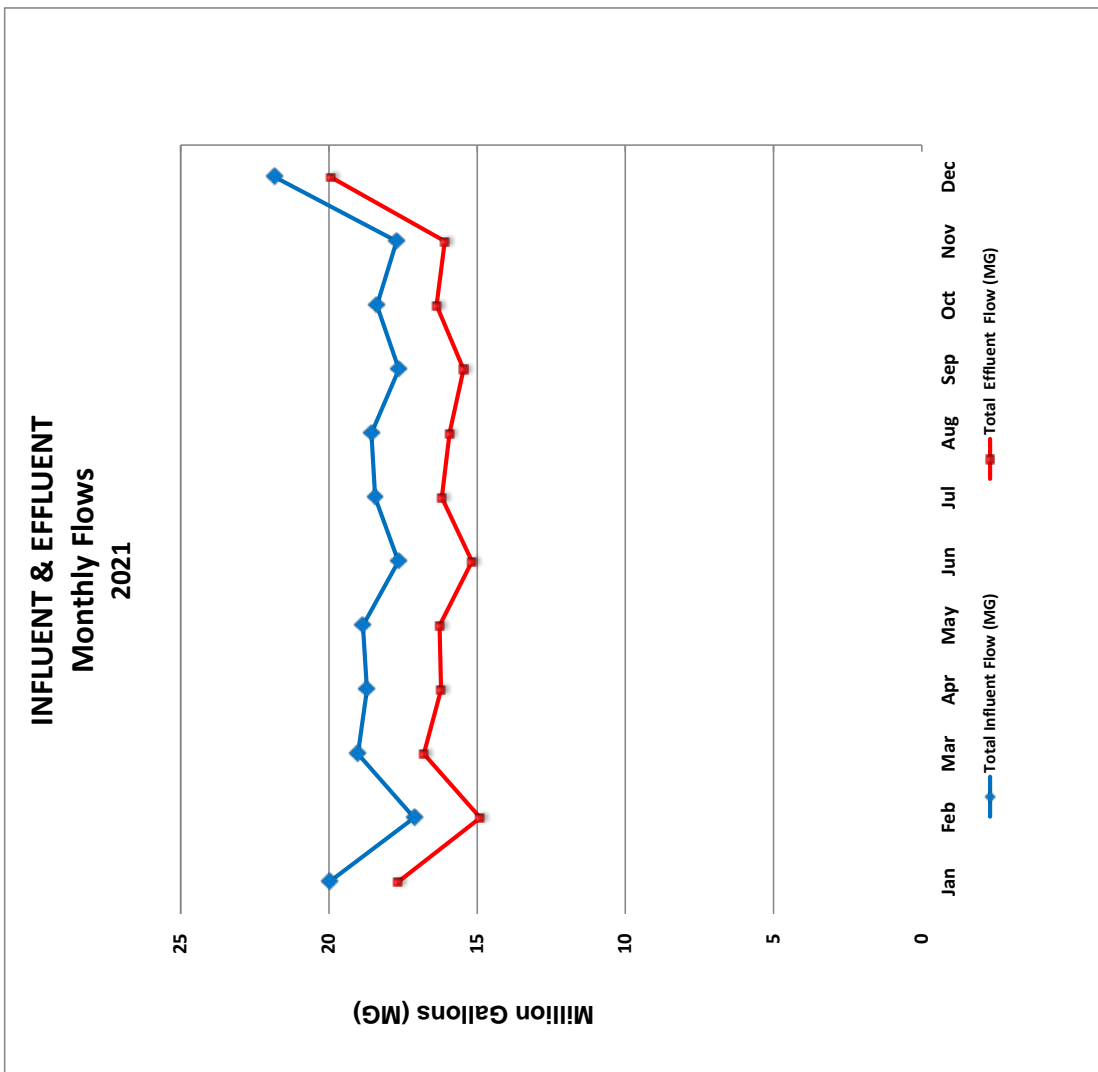 INFLUENT & EFFLUENT
Monthly Flows
2021
Million Gallons (MG)
25
20
15
10
5
0
Jan Feb Mar Apr May Jun Jul Aug Sep Oct Nov Dec
Total Influent Flow (MG) Total Effluent Flow (MG)